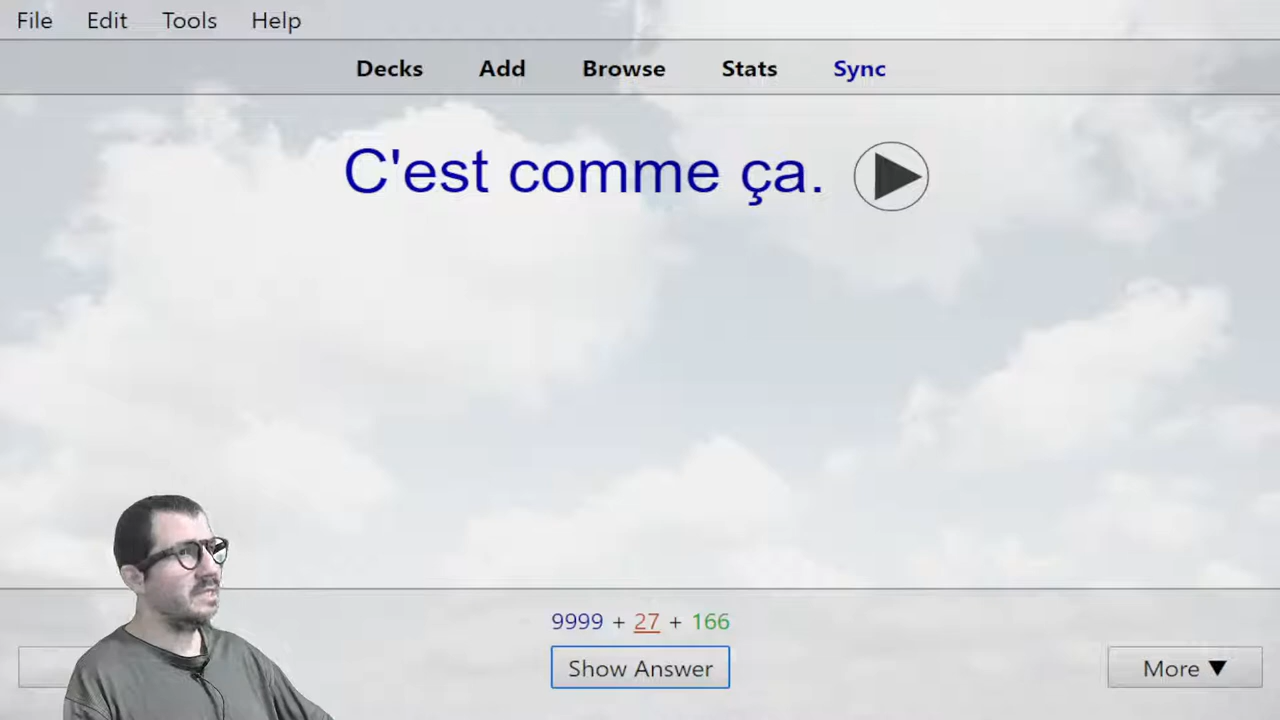 File Edit Tools Help
Decks Add Browse Stats Sync
C'est comme ça.
9999 + 27 + 166
Show Answer
More ▼